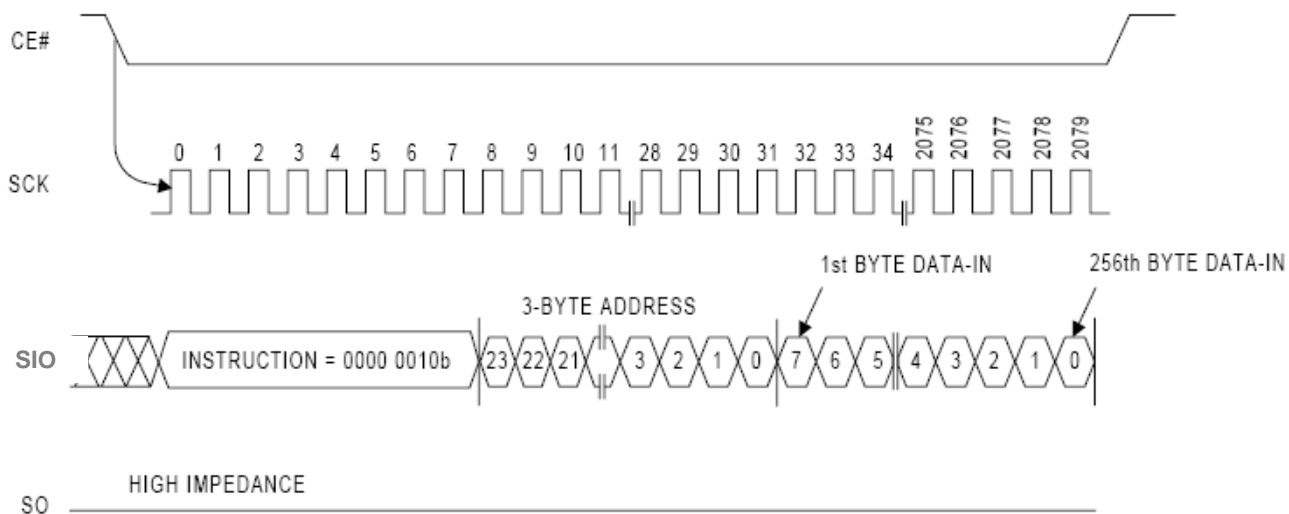 CE#
0 1 2 3 4 5 6 7 8 9 10 11 28 29 30 31 32 33 34 2075 2076 2077 2078 2079
SCK
1st BYTE DATA-IN 256th BYTE DATA-IN
3-BYTE ADDRESS
SIO INSTRUCTION = 0000 0010b 23 22 21 3 2 1 0 7 6 5 4 3 2 1 0
HIGH IMPEDANCE
SO